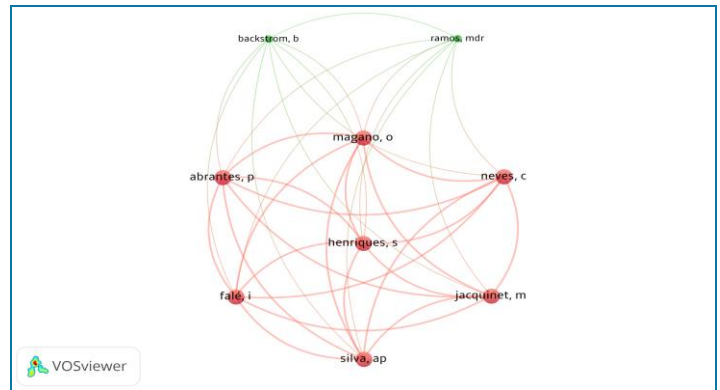 backstrom, b
ramos, mdr
magano, o
abrantes, p
neves, c
henriques, s
falé, i
jacquinet, m
silva, ap
VOSviewer